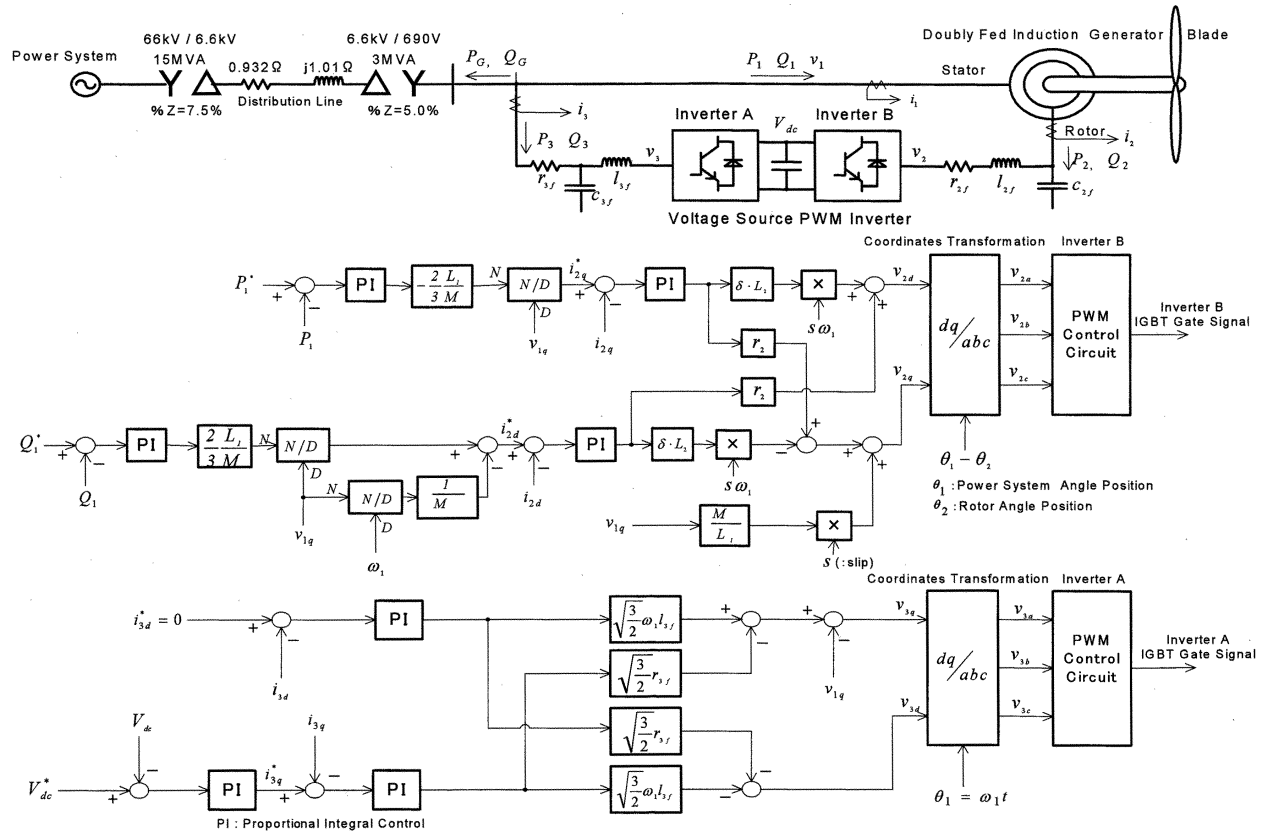 66kV / 6.6kV
6.6kV / 690V
Doubly Fed Induction Generator
Blade
Power System
15MVA
0.932Ω
j1.01Ω
3MVA
P_G, Q_G
P_1 Q_1 v_1
Stator
Distribution Line
%Z=7.5%
%Z=5.0%
i_3
i_1
Inverter A
V_dc
Inverter B
Rotor
i_2
P_3 Q_3
v_3
v_2
P_2, Q_2
r_3f
c_3f
l_3f
r_2f
l_2f
c_2f
Voltage Source PWM Inverter
Coordinates Transformation
Inverter B
P_1^*
+
−
P_1
PI
-2/3 L_1/M
N
N/D
D
v_1q
i_2q^*
+
−
i_2q
PI
δ·L_2
×
sω_1
+
+
v_2d
dq/abc
v_2a
v_2b
v_2c
PWM
Control
Circuit
Inverter B
IGBT Gate Signal
r_2
r_2
v_2q
Q_1^*
+
−
Q_1
PI
2/3 L_1/M
N
N/D
D
+
−
i_2d^*
+
−
i_2d
PI
δ·L_2
×
sω_1
−
+
+
+
v_1q
N
N/D
D
ω_1
1/M
v_1q
M/L_1
×
s (:slip)
θ_1 − θ_2
θ_1 : Power System Angle Position
θ_2 : Rotor Angle Position
Coordinates Transformation
Inverter A
i_3d^* = 0
+
−
i_3d
PI
√(3/2) ω_1 l_3f
+
−
+
−
v_1q
v_3q
dq/abc
v_3a
v_3b
v_3c
PWM
Control
Circuit
Inverter A
IGBT Gate Signal
√(3/2) r_3f
√(3/2) r_3f
v_3d
V_dc
i_3q
V_dc^*
+
−
PI
i_3q^*
+
−
PI
√(3/2) ω_1 l_3f
−
−
θ_1 = ω_1 t
PI : Proportional Integral Control